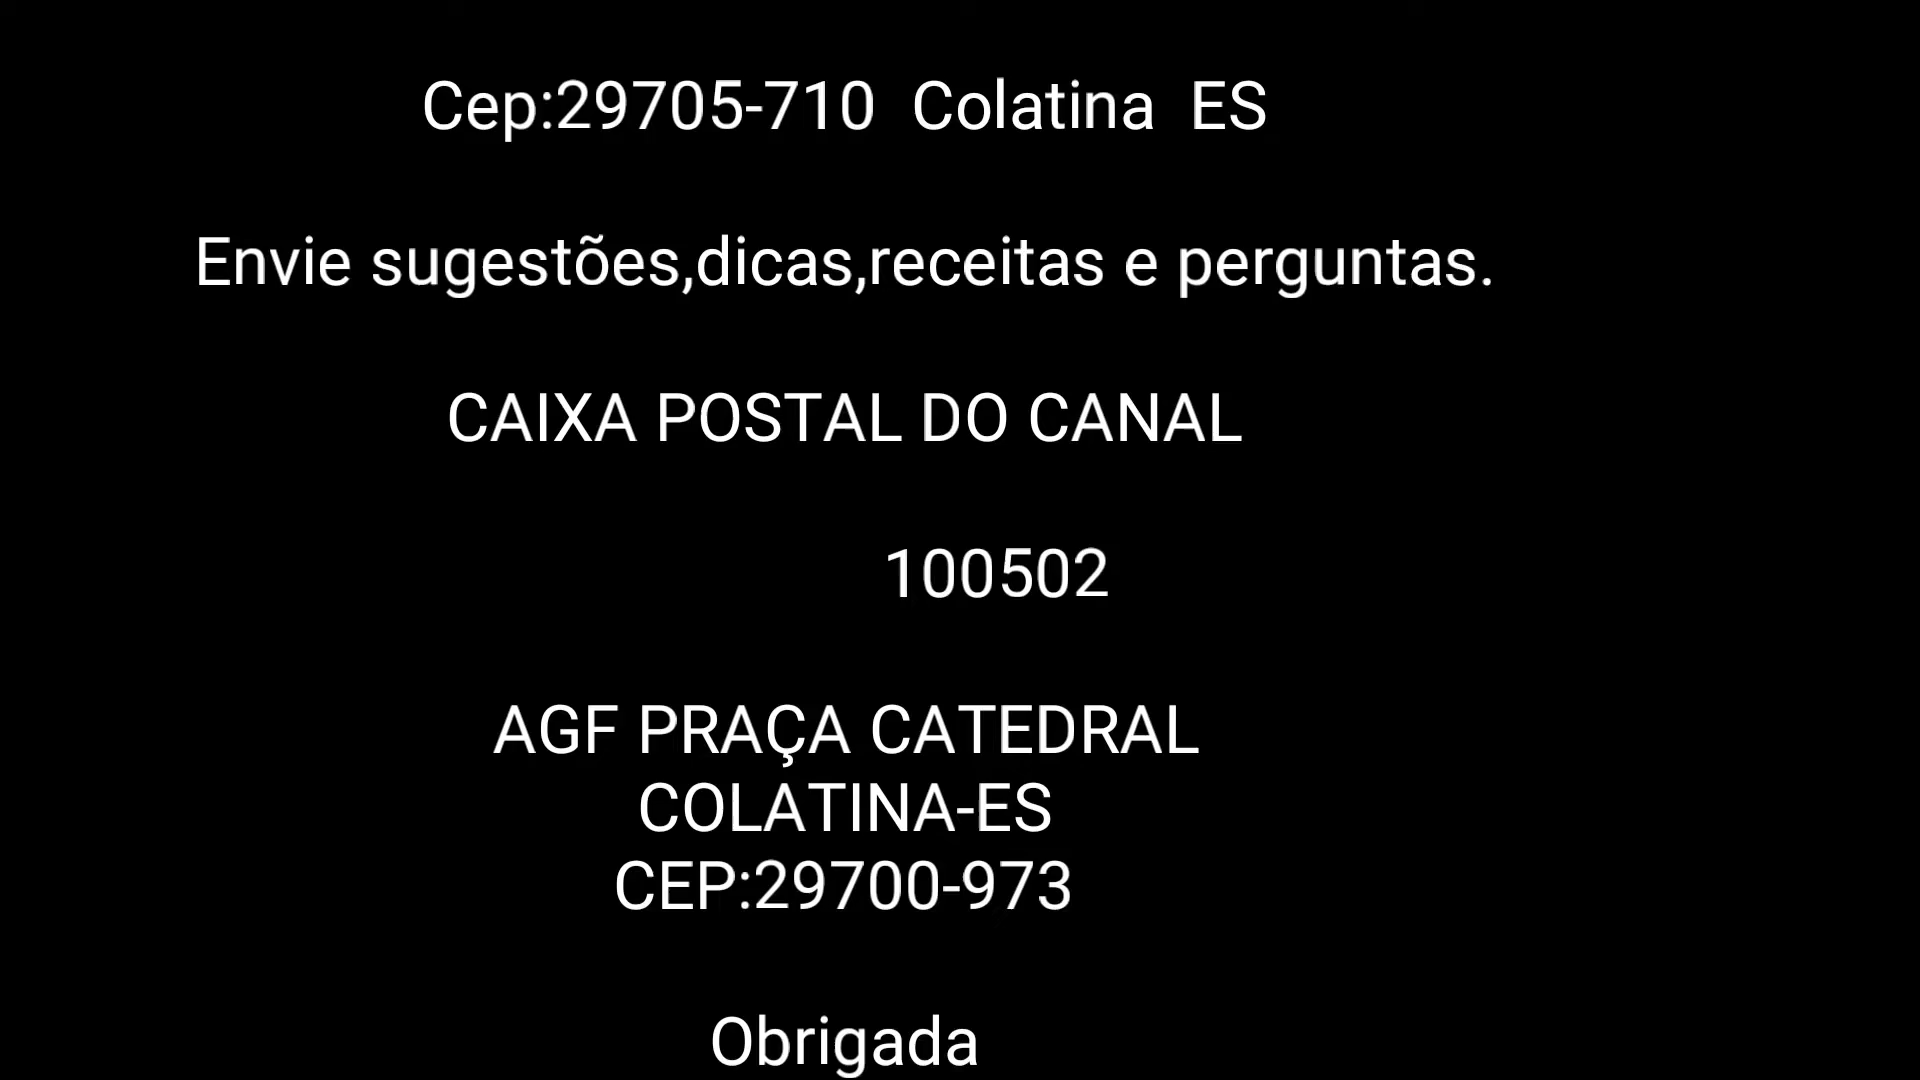 Cep:29705-710  Colatina  ES
Envie sugestões,dicas,receitas e perguntas.
CAIXA POSTAL DO CANAL
100502
AGF PRAÇA CATEDRAL
COLATINA-ES
CEP:29700-973
Obrigada